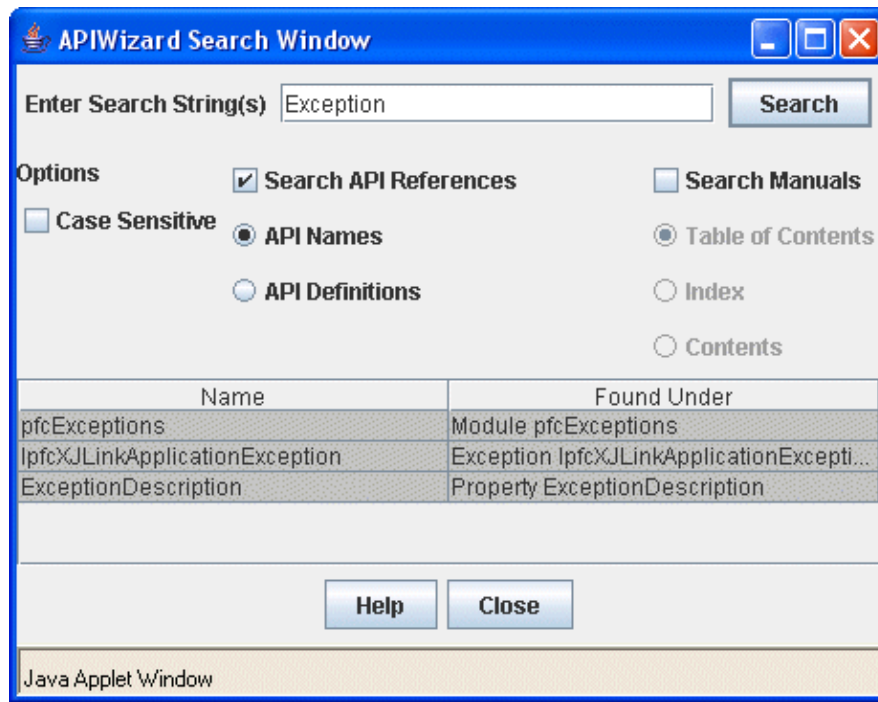 APIWizard Search Window
Enter Search String(s) Exception Search
Options Search API References Search Manuals
Case Sensitive API Names Table of Contents
API Definitions Index
Contents
Name Found Under
pfcExceptions Module pfcExceptions
IpfcXJLinkApplicationException Exception IpfcXJLinkApplicationExcepti...
ExceptionDescription Property ExceptionDescription
Help Close
Java Applet Window